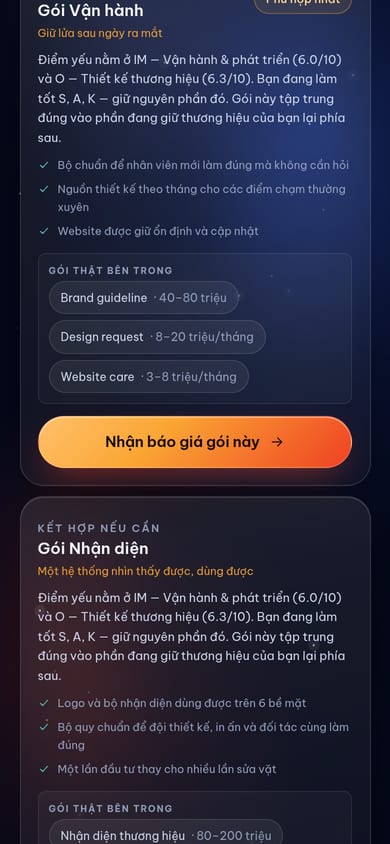 Phù hợp nhất
Gói Vận hành
Giữ lửa sau ngày ra mắt
Điểm yếu nằm ở IM — Vận hành & phát triển (6.0/10)
và O — Thiết kế thương hiệu (6.3/10). Bạn đang làm
tốt S, A, K — giữ nguyên phần đó. Gói này tập trung
đúng vào phần đang giữ thương hiệu của bạn lại phía
sau.
✓ Bộ chuẩn để nhân viên mới làm đúng mà không cần hỏi
✓ Nguồn thiết kế theo tháng cho các điểm chạm thường
xuyên
✓ Website được giữ ổn định và cập nhật
GÓI THẬT BÊN TRONG
Brand guideline · 40–80 triệu
Design request · 8–20 triệu/tháng
Website care · 3–8 triệu/tháng
Nhận báo giá gói này →
KẾT HỢP NẾU CẦN
Gói Nhận diện
Một hệ thống nhìn thấy được, dùng được
Điểm yếu nằm ở IM — Vận hành & phát triển (6.0/10)
và O — Thiết kế thương hiệu (6.3/10). Bạn đang làm
tốt S, A, K — giữ nguyên phần đó. Gói này tập trung
đúng vào phần đang giữ thương hiệu của bạn lại phía
sau.
✓ Logo và bộ nhận diện dùng được trên 6 bề mặt
✓ Bộ quy chuẩn để đội thiết kế, in ấn và đối tác cùng làm
đúng
✓ Một lần đầu tư thay cho nhiều lần sửa vặt
GÓI THẬT BÊN TRONG
Nhận diện thương hiệu · 80–200 triệu